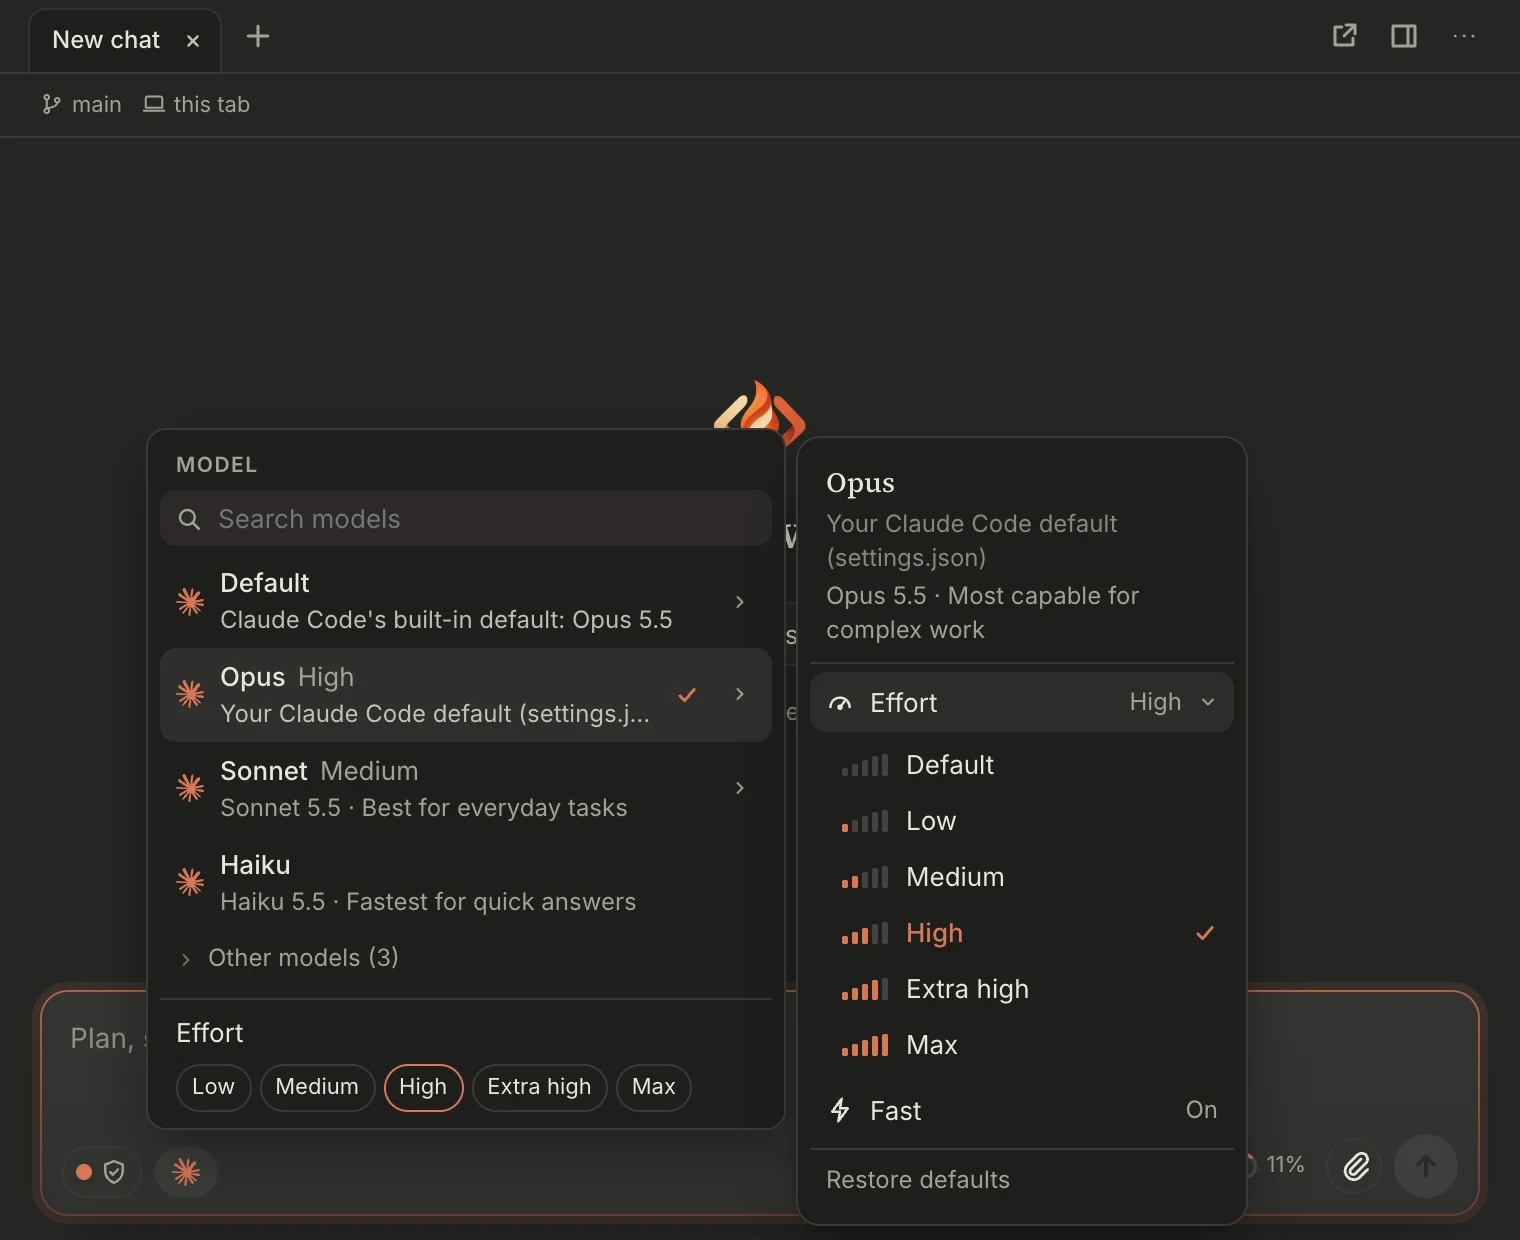 New chat
main this tab
MODEL
Search models
Default
Claude Code's built-in default: Opus 5.5
Opus High
Your Claude Code default (settings.j...
Sonnet Medium
Sonnet 5.5 · Best for everyday tasks
Haiku
Haiku 5.5 · Fastest for quick answers
Other models (3)
Effort
Low Medium High Extra high Max
Opus
Your Claude Code default
(settings.json)
Opus 5.5 · Most capable for
complex work
Effort High
Default
Low
Medium
High
Extra high
Max
Fast On
Restore defaults
Plan,
11%